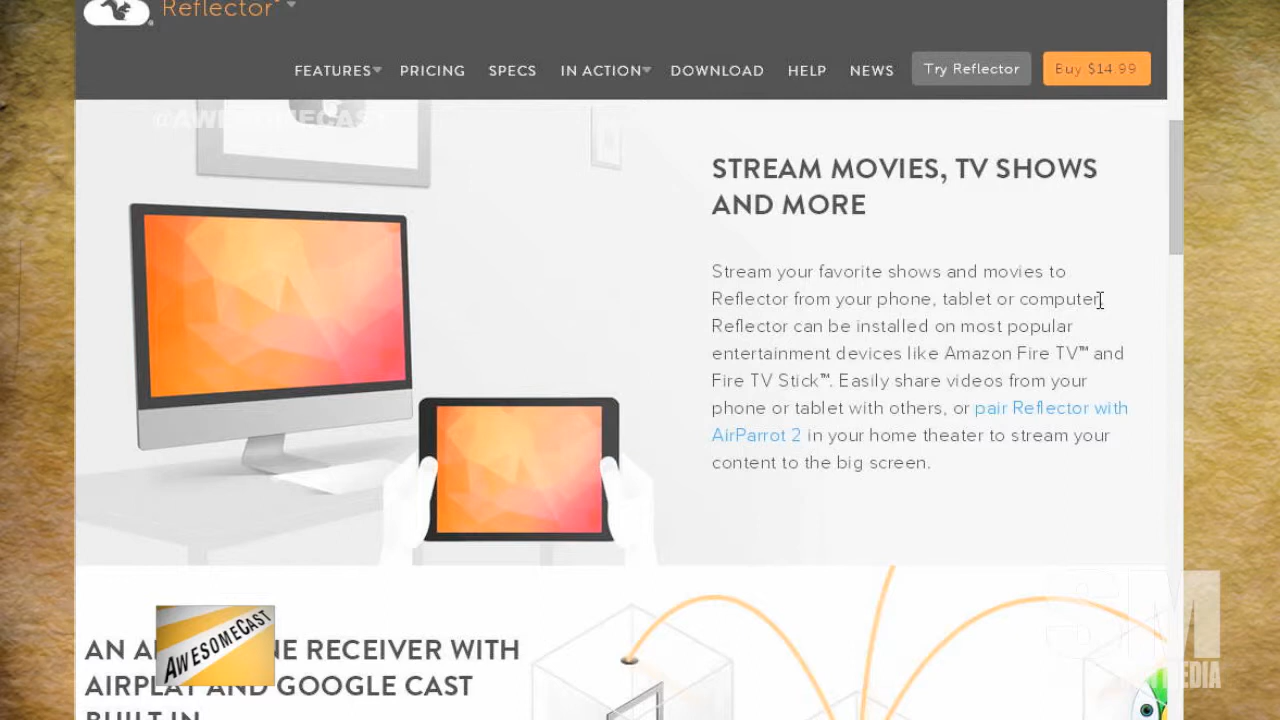 Reflector
FEATURES PRICING SPECS IN ACTION DOWNLOAD HELP NEWS Try Reflector Buy $14.99
@AWESOMECAST
STREAM MOVIES, TV SHOWS
AND MORE
Stream your favorite shows and movies to
Reflector from your phone, tablet or computer.
Reflector can be installed on most popular
entertainment devices like Amazon Fire TV™ and
Fire TV Stick™. Easily share videos from your
phone or tablet with others, or pair Reflector with
AirParrot 2 in your home theater to stream your
content to the big screen.
AWESOMECAST
AN A NE RECEIVER WITH
AIRPLAY AND GOOGLE CAST
BUILT IN
SM
MEDIA